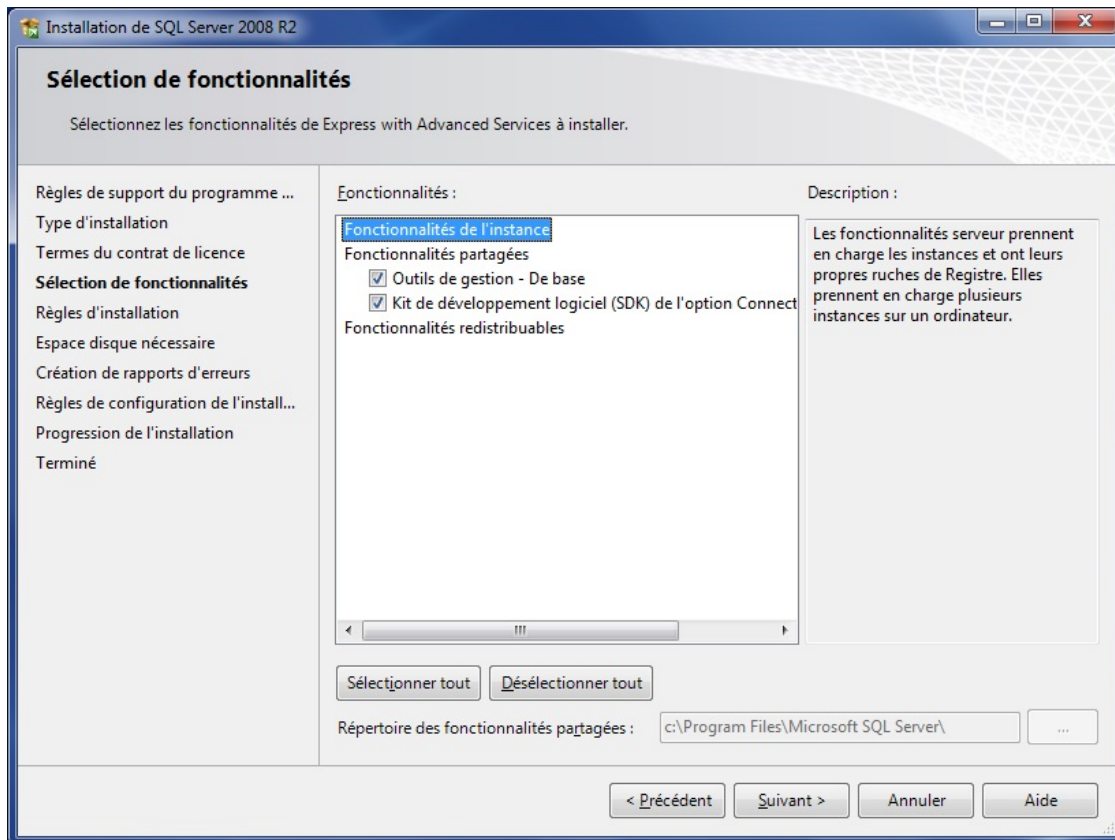 Installation de SQL Server 2008 R2
Sélection de fonctionnalités
Sélectionnez les fonctionnalités de Express with Advanced Services à installer.
Règles de support du programme ...
Type d'installation
Termes du contrat de licence
Sélection de fonctionnalités
Règles d'installation
Espace disque nécessaire
Création de rapports d'erreurs
Règles de configuration de l'install...
Progression de l'installation
Terminé
Fonctionnalités :
Fonctionnalités de l'instance
Fonctionnalités partagées
Outils de gestion - De base
Kit de développement logiciel (SDK) de l'option Connect
Fonctionnalités redistribuables
Description :
Les fonctionnalités serveur prennent
en charge les instances et ont leurs
propres ruches de Registre. Elles
prennent en charge plusieurs
instances sur un ordinateur.
Sélectionner tout
Désélectionner tout
Répertoire des fonctionnalités partagées :
c:\Program Files\Microsoft SQL Server\
...
< Précédent
Suivant >
Annuler
Aide